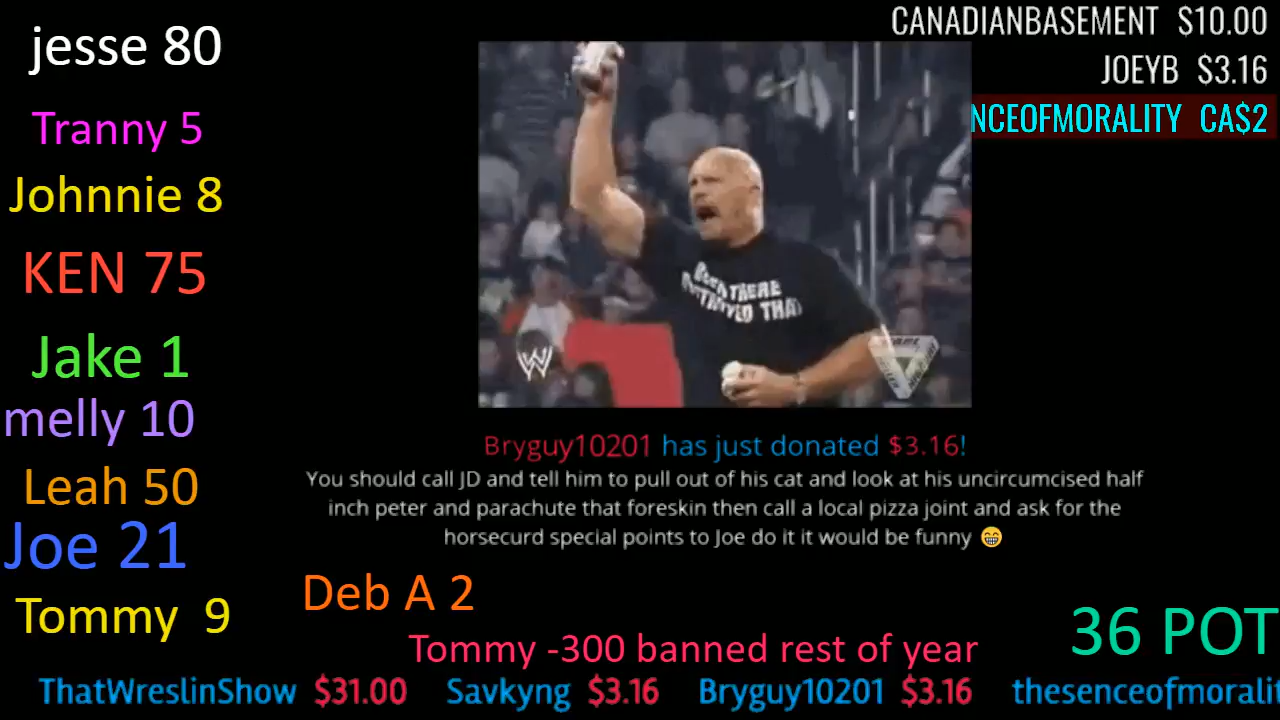 jesse 80
Tranny 5
Johnnie 8
KEN 75
Jake 1
melly 10
Leah 50
Joe 21
Tommy 9
CANADIANBASEMENT $10.00
JOEYB $3.16
NCEOFMORALITY CA$2
BEEN THERE
DESTROYED THAT
W
Bryguy10201 has just donated $3.16!
You should call JD and tell him to pull out of his cat and look at his uncircumcised half
inch peter and parachute that foreskin then call a local pizza joint and ask for the
horsecurd special points to Joe do it it would be funny 😁
Deb A 2
Tommy -300 banned rest of year
36 POT
ThatWreslinShow $31.00 Savkyng $3.16 Bryguy10201 $3.16 thesenceofmoralit